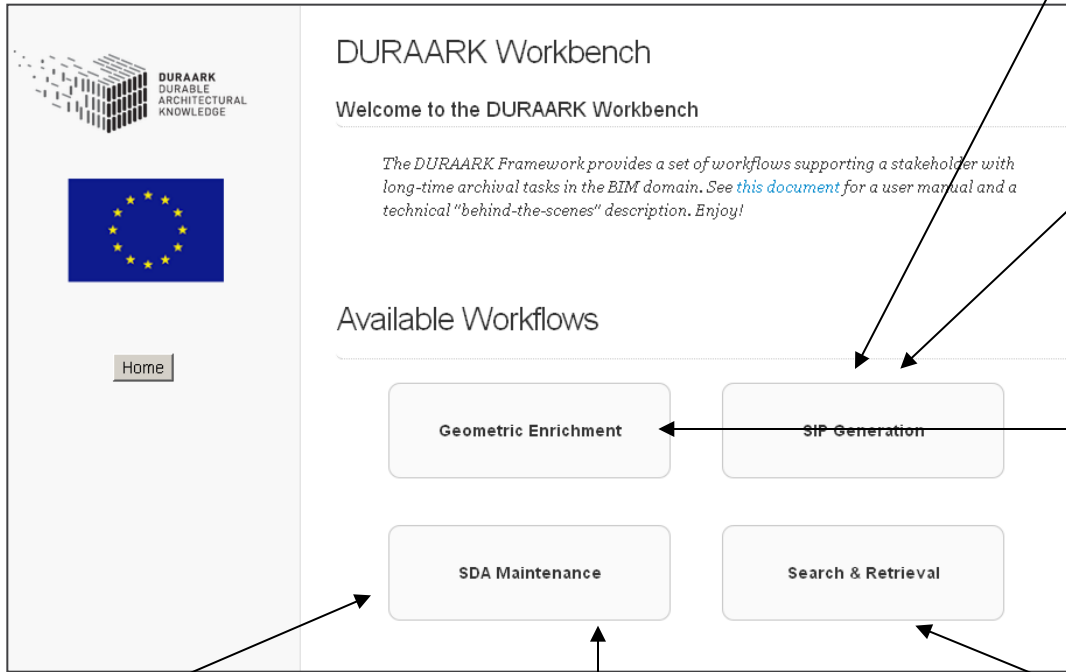 DURAARK
DURABLE
ARCHITECTURAL
KNOWLEDGE
Home
DURAARK Workbench
Welcome to the DURAARK Workbench
The DURAARK Framework provides a set of workflows supporting a stakeholder with
long-time archival tasks in the BIM domain. See this document for a user manual and a
technical "behind-the-scenes" description. Enjoy!
Available Workflows
Geometric Enrichment
SIP Generation
SDA Maintenance
Search & Retrieval